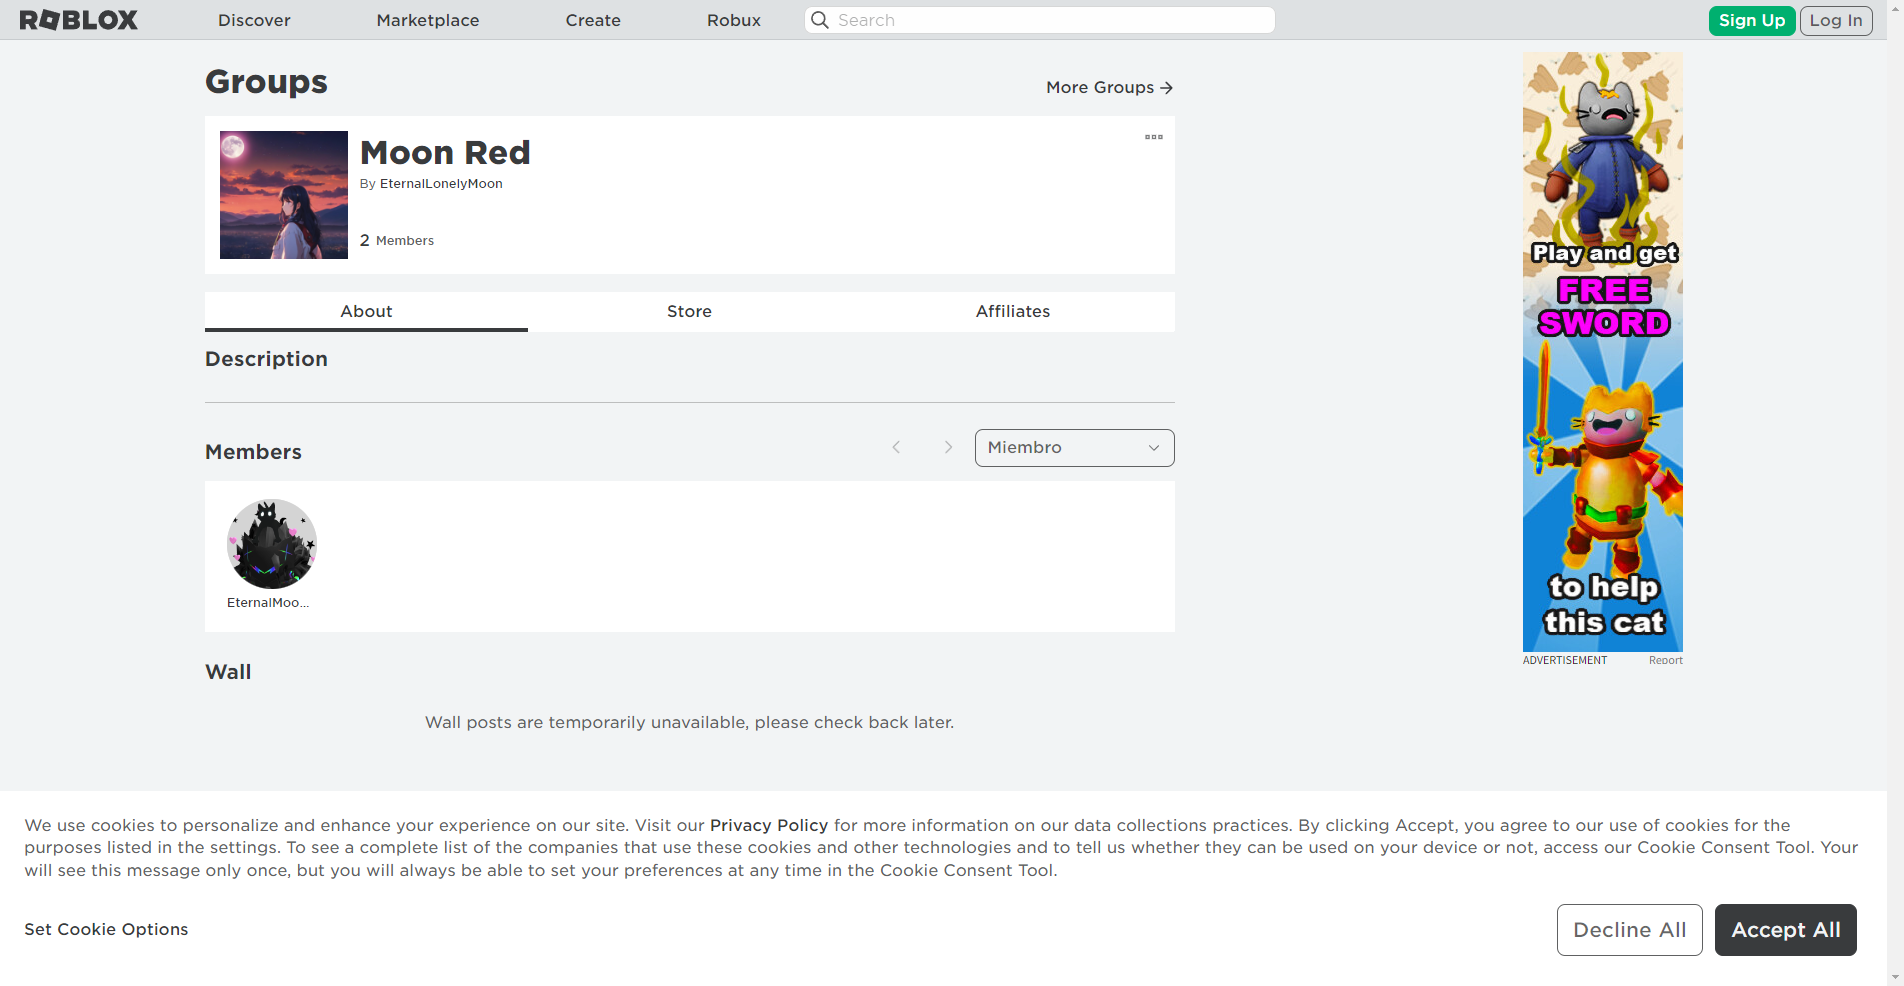 ROBLOX
Discover
Marketplace
Create
Robux
Search
Sign Up
Log In
Groups
More Groups
Moon Red
By EternalLonelyMoon
2 Members
About
Store
Affiliates
Description
Members
Miembro
EternalMoo...
Wall
Wall posts are temporarily unavailable, please check back later.
Play and get
FREE
SWORD
to help
this cat
ADVERTISEMENT
Report
We use cookies to personalize and enhance your experience on our site. Visit our Privacy Policy for more information on our data collections practices. By clicking Accept, you agree to our use of cookies for the
purposes listed in the settings. To see a complete list of the companies that use these cookies and other technologies and to tell us whether they can be used on your device or not, access our Cookie Consent Tool. Your
will see this message only once, but you will always be able to set your preferences at any time in the Cookie Consent Tool.
Set Cookie Options
Decline All
Accept All